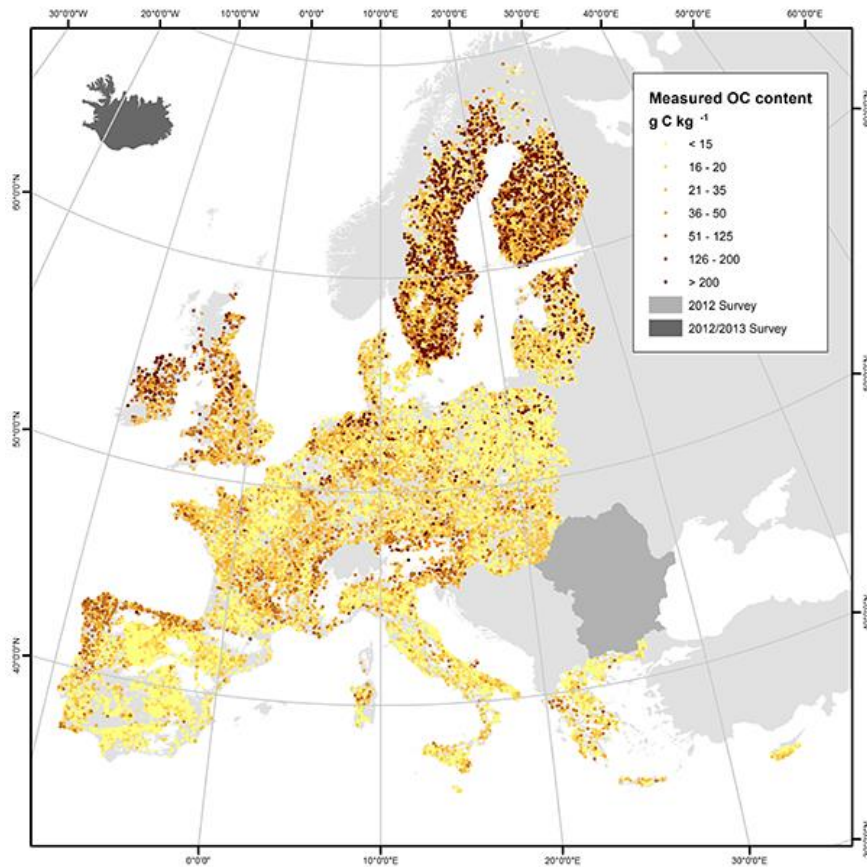 30°0'0"W 20°0'0"W 10°0'0"W 0°0'0" 10°0'0"E 20°0'0"E 30°0'0"E 40°0'0"E 50°0'0"E 60°0'0"E
Measured OC content
g C kg -1
< 15
16 - 20
21 - 35
36 - 50
51 - 125
126 - 200
> 200
2012 Survey
2012/2013 Survey
60°0'0"N
50°0'0"N
40°0'0"N
0°0'0" 10°0'0"E 20°0'0"E 30°0'0"E